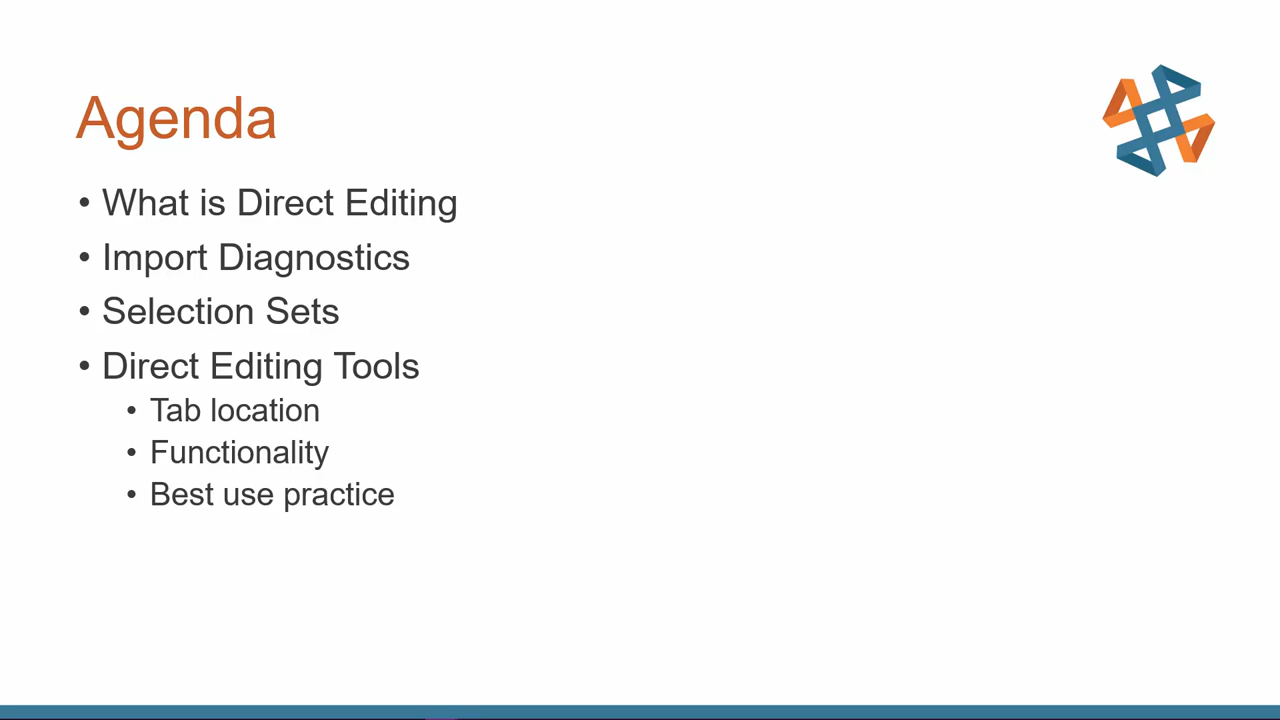 Agenda
• What is Direct Editing
• Import Diagnostics
• Selection Sets
• Direct Editing Tools
• Tab location
• Functionality
• Best use practice